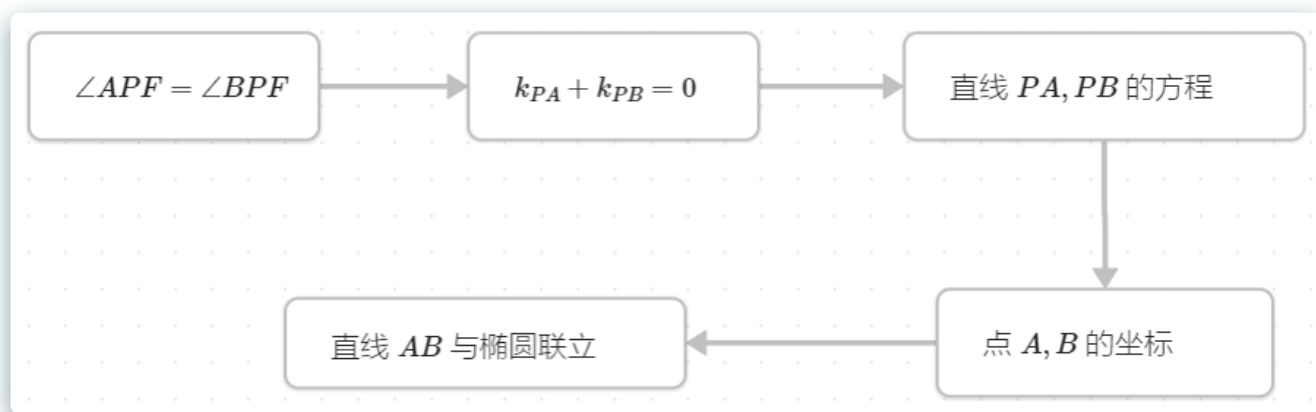 ∠APF = ∠BPF
k_{PA} + k_{PB} = 0
直线 PA, PB 的方程
点 A, B 的坐标
直线 AB 与椭圆联立